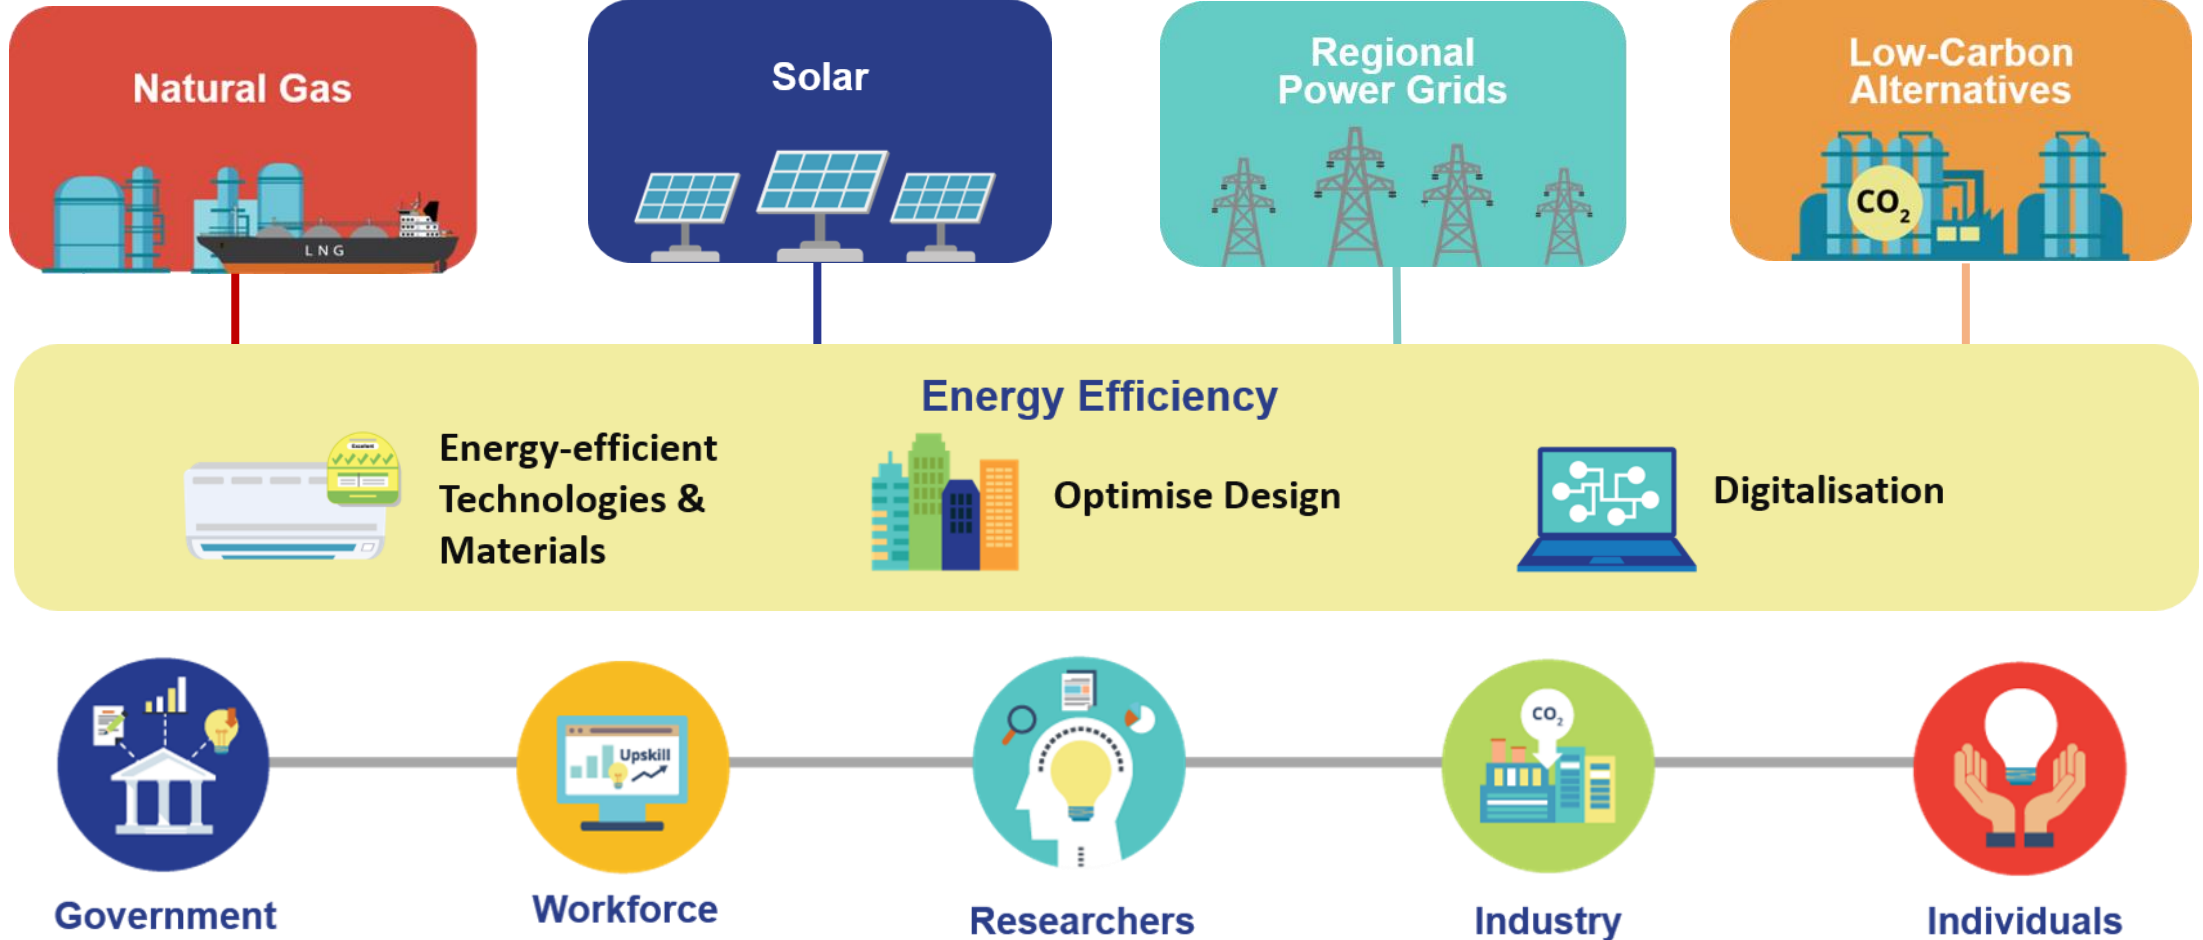 Natural Gas
Solar
Regional
Power Grids
Low-Carbon
Alternatives
LNG
CO₂
Energy Efficiency
Excellent
Energy-efficient
Technologies &
Materials
Optimise Design
Digitalisation
Upskill
CO₂
Government
Workforce
Researchers
Industry
Individuals